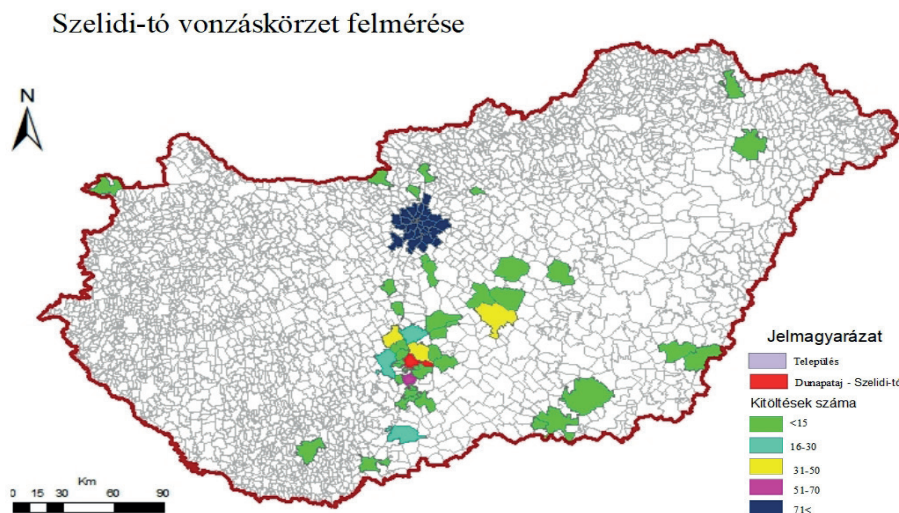 Szelidi-tó vonzáskörzet felmérése
N
Jelmagyarázat
Település
Dunapataj - Szelidi-tó
Kitöltések száma
<15
16-30
31-50
51-70
71<
Km
0 15 30 60 90